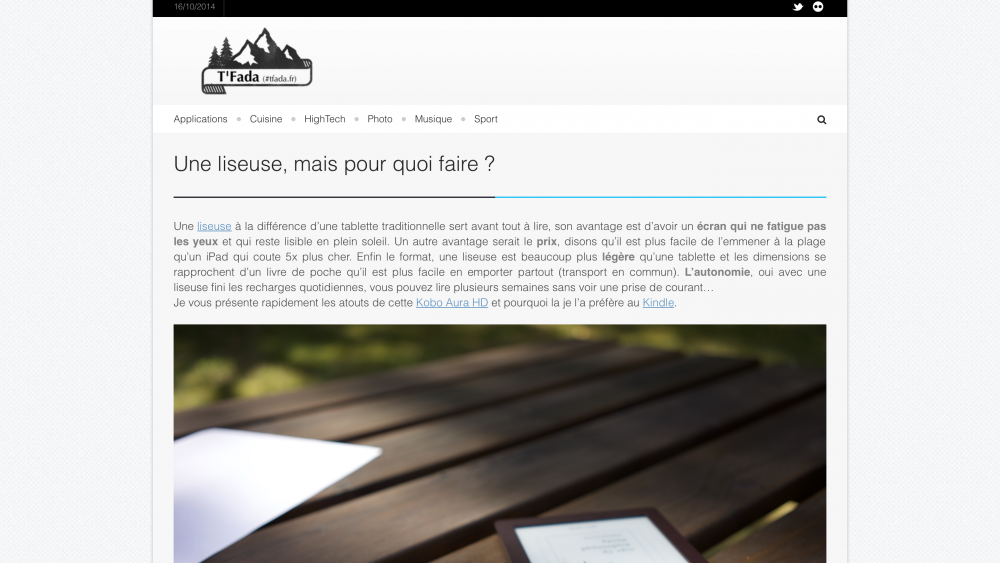 16/10/2014
T'Fada (#tfada.fr)
Applications Cuisine HighTech Photo Musique Sport
Une liseuse, mais pour quoi faire ?
Une liseuse à la différence d'une tablette traditionnelle sert avant tout à lire, son avantage est d'avoir un écran qui ne fatigue pas
les yeux et qui reste lisible en plein soleil. Un autre avantage serait le prix, disons qu'il est plus facile de l'emmener à la plage
qu'un iPad qui coute 5x plus cher. Enfin le format, une liseuse est beaucoup plus légère qu'une tablette et les dimensions se
rapprochent d'un livre de poche qu'il est plus facile en emporter partout (transport en commun). L'autonomie, oui avec une
liseuse fini les recharges quotidiennes, vous pouvez lire plusieurs semaines sans voir une prise de courant…
Je vous présente rapidement les atouts de cette Kobo Aura HD et pourquoi la je l'a préfère au Kindle.